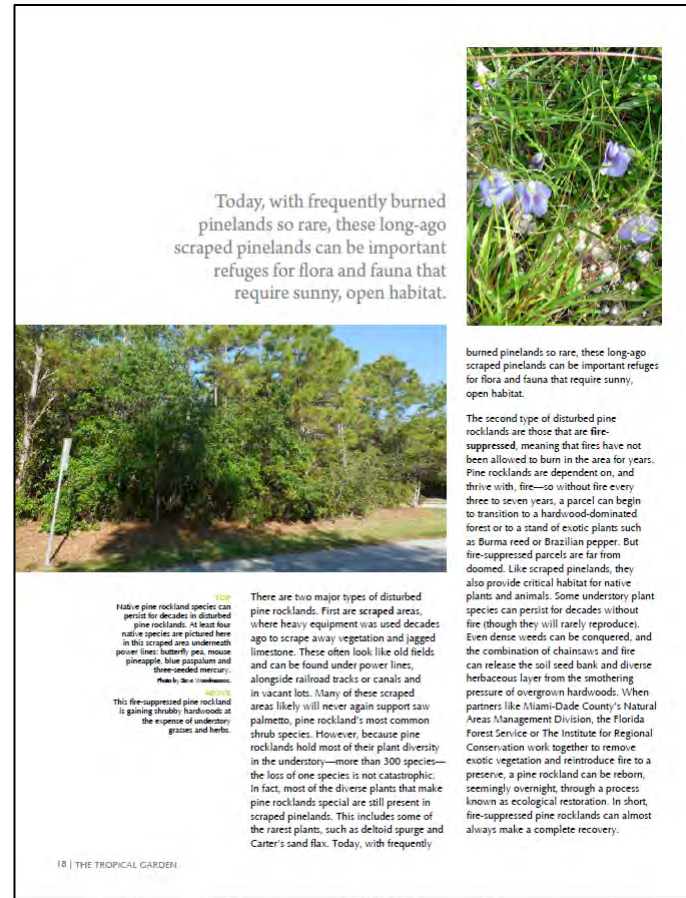 Today, with frequently burned
pinelands so rare, these long-ago
scraped pinelands can be important
refuges for flora and fauna that
require sunny, open habitat.
TOP
Native pine rockland species can
persist for decades in disturbed
pine rocklands. At least four
native species are pictured here
in this scraped area underneath
power lines: butterfly pea, mouse
pineapple, blue paspalum and
three-seeded mercury.
Photo by Steve Woodmansee.
ABOVE
This fire-suppressed pine rockland
is gaining shrubby hardwoods at
the expense of understory
grasses and herbs.
There are two major types of disturbed
pine rocklands. First are scraped areas,
where heavy equipment was used decades
ago to scrape away vegetation and jagged
limestone. These often look like old fields
and can be found under power lines,
alongside railroad tracks or canals and
in vacant lots. Many of these scraped
areas likely will never again support saw
palmetto, pine rockland's most common
shrub species. However, because pine
rocklands hold most of their plant diversity
in the understory—more than 300 species—
the loss of one species is not catastrophic.
In fact, most of the diverse plants that make
pine rocklands special are still present in
scraped pinelands. This includes some of
the rarest plants, such as deltoid spurge and
Carter's sand flax. Today, with frequently
burned pinelands so rare, these long-ago
scraped pinelands can be important refuges
for flora and fauna that require sunny,
open habitat.
The second type of disturbed pine
rocklands are those that are fire-
suppressed, meaning that fires have not
been allowed to burn in the area for years.
Pine rocklands are dependent on, and
thrive with, fire—so without fire every
three to seven years, a parcel can begin
to transition to a hardwood-dominated
forest or to a stand of exotic plants such
as Burma reed or Brazilian pepper. But
fire-suppressed parcels are far from
doomed. Like scraped pinelands, they
also provide critical habitat for native
plants and animals. Some understory plant
species can persist for decades without
fire (though they will rarely reproduce).
Even dense weeds can be conquered, and
the combination of chainsaws and fire
can release the soil seed bank and diverse
herbaceous layer from the smothering
pressure of overgrown hardwoods. When
partners like Miami-Dade County's Natural
Areas Management Division, the Florida
Forest Service or The Institute for Regional
Conservation work together to remove
exotic vegetation and reintroduce fire to a
preserve, a pine rockland can be reborn,
seemingly overnight, through a process
known as ecological restoration. In short,
fire-suppressed pine rocklands can almost
always make a complete recovery.
18 | THE TROPICAL GARDEN